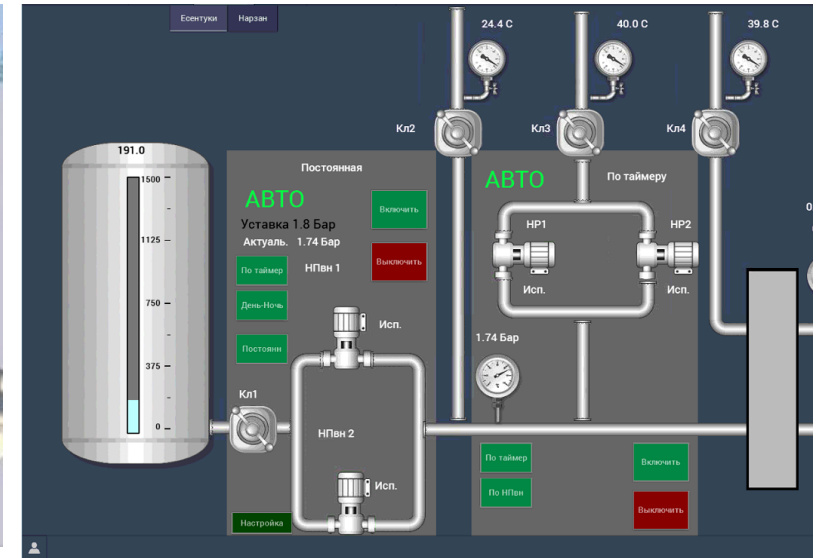 Есентуки
Нарзан
24.4 C
40.0 C
39.8 C
Кл2
Кл3
Кл4
191.0
1500
1125
750
375
0
Постоянная
АВТО
Уставка 1.8 Бар
Актуаль. 1.74 Бар
Включить
Выключить
По таймер
НПвн 1
День-Ночь
Постоянн
Исп.
Кл1
НПвн 2
Исп.
Настройка
АВТО
По таймеру
НР1
НР2
Исп.
Исп.
1.74 Бар
По таймер
Включить
По НПвн
Выключить